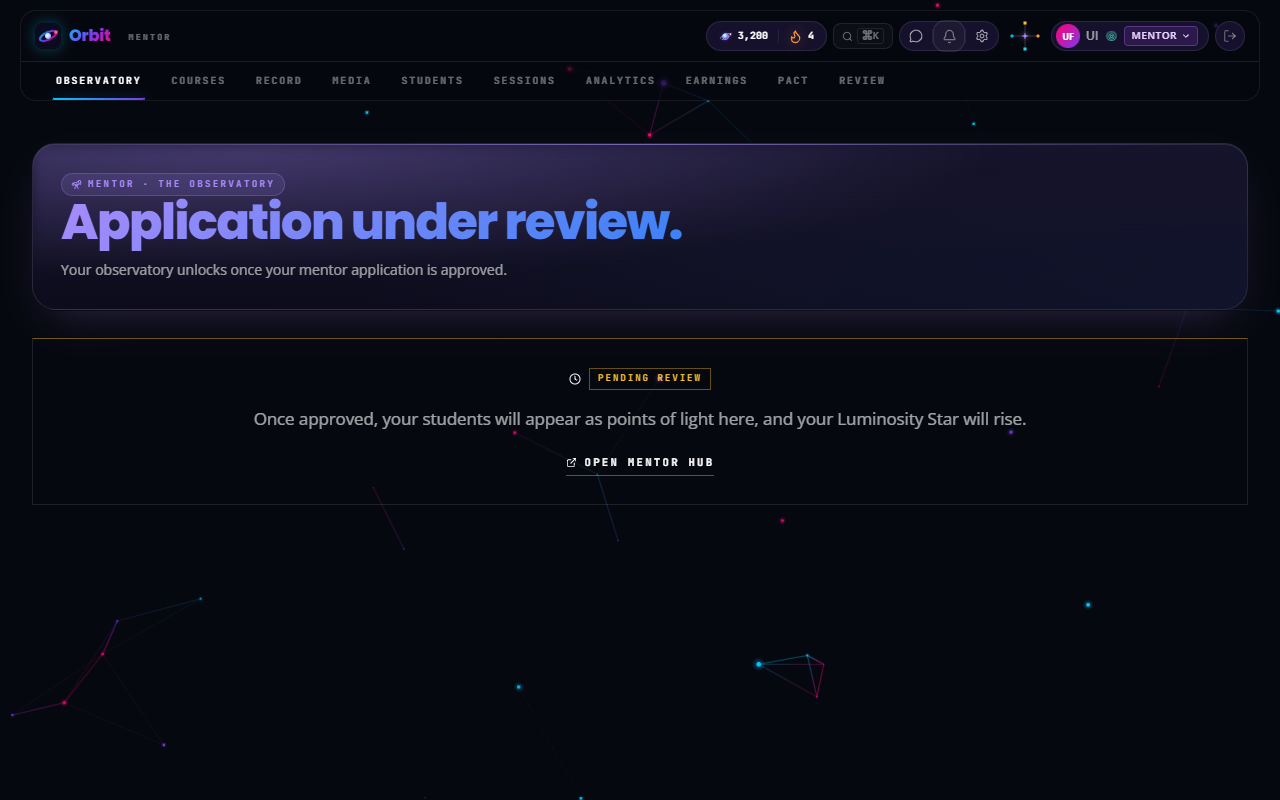 Orbit MENTOR 3,200 4 ⌘K UF UI MENTOR
OBSERVATORY COURSES RECORD MEDIA STUDENTS SESSIONS ANALYTICS EARNINGS PACT REVIEW
MENTOR · THE OBSERVATORY
Application under review.
Your observatory unlocks once your mentor application is approved.
PENDING REVIEW
Once approved, your students will appear as points of light here, and your Luminosity Star will rise.
OPEN MENTOR HUB